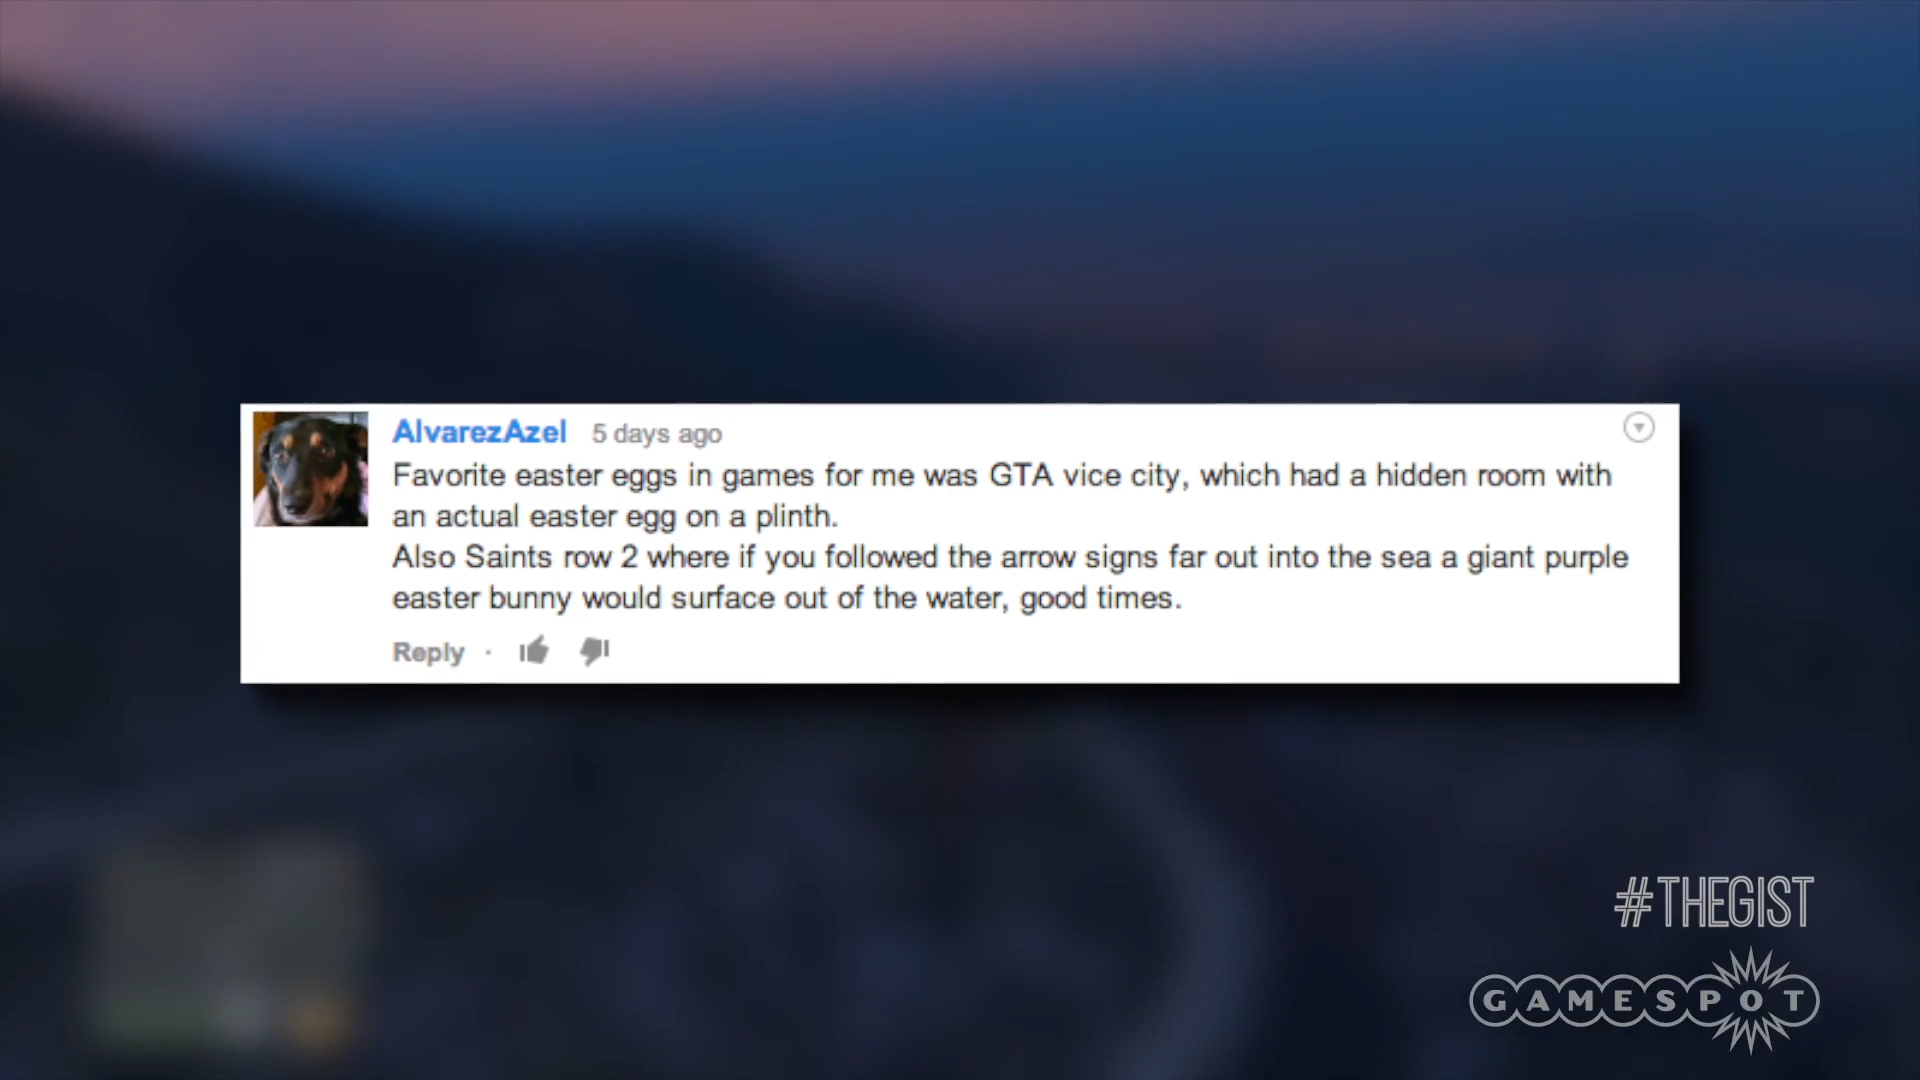 AlvarezAzel 5 days ago
Favorite easter eggs in games for me was GTA vice city, which had a hidden room with
an actual easter egg on a plinth.
Also Saints row 2 where if you followed the arrow signs far out into the sea a giant purple
easter bunny would surface out of the water, good times.
Reply ·
#THEGIST
GAMESPOT